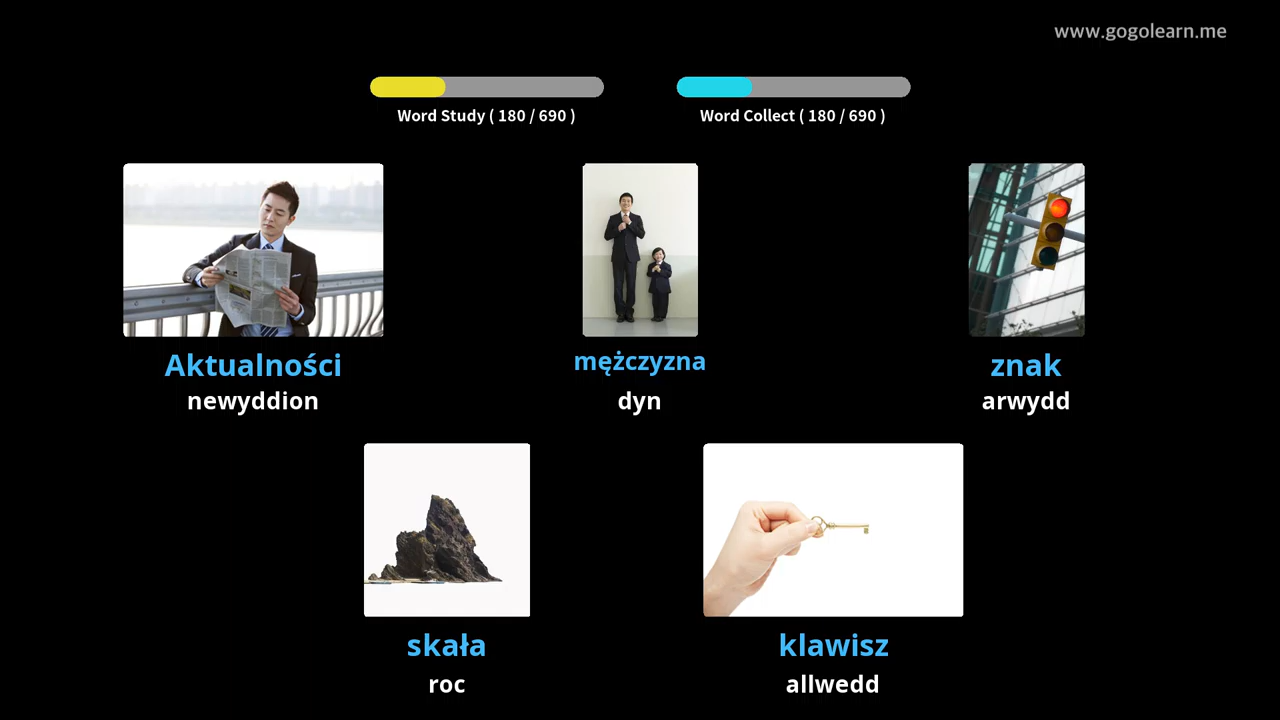 www.gogolearn.me
Word Study ( 180 / 690 )
Word Collect ( 180 / 690 )
Aktualności
newyddion
mężczyzna
dyn
znak
arwydd
skała
roc
klawisz
allwedd